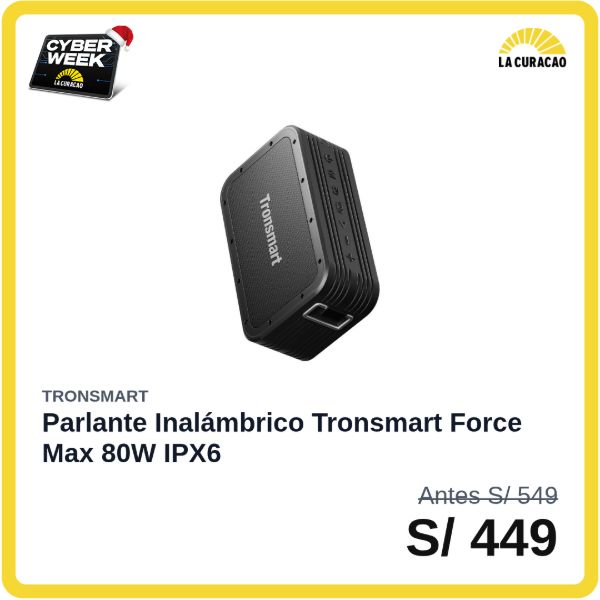 CYBER
WEEK
LA CURACAO
LA CURACAO
Tronsmart
TRONSMART
Parlante Inalámbrico Tronsmart Force
Max 80W IPX6
Antes S/ 549
S/ 449